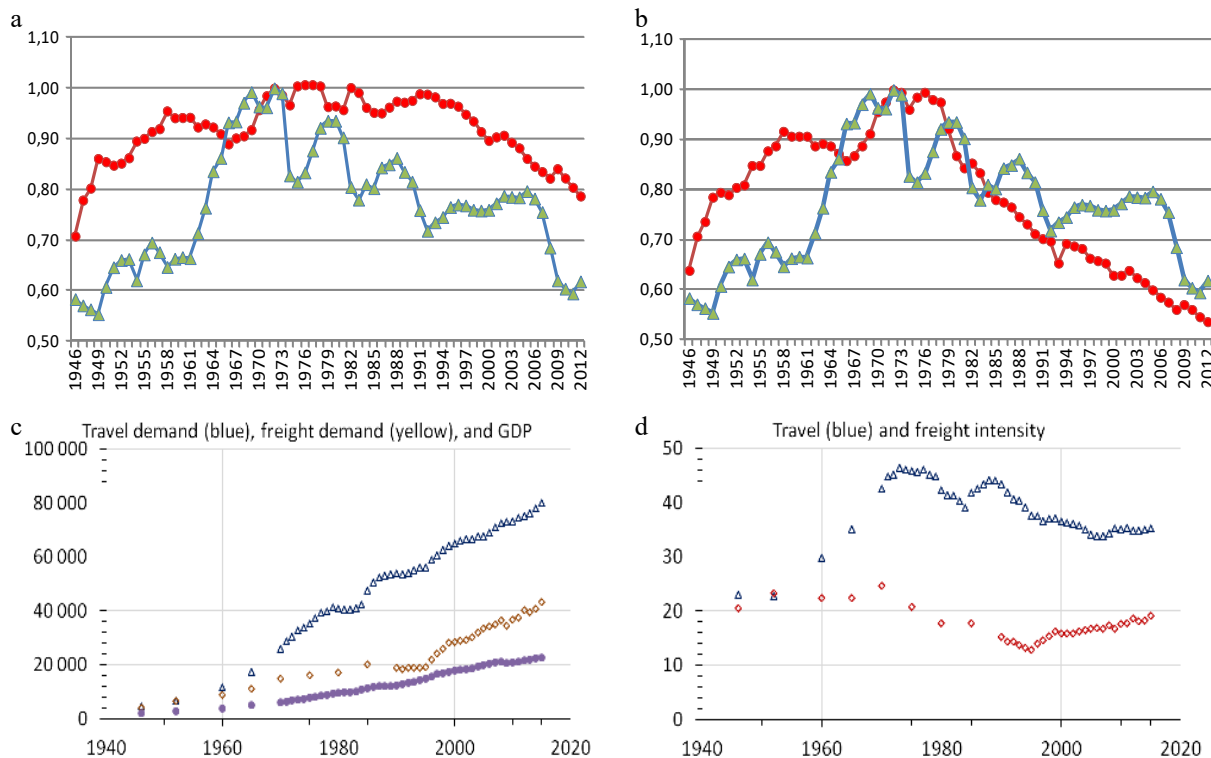 a
1,10
1,00
0,90
0,80
0,70
0,60
0,50
1946 1949 1952 1955 1958 1961 1964 1967 1970 1973 1976 1979 1982 1985 1988 1991 1994 1997 2000 2003 2006 2009 2012
b
1,10
1,00
0,90
0,80
0,70
0,60
0,50
1946 1949 1952 1955 1958 1961 1964 1967 1970 1973 1976 1979 1982 1985 1988 1991 1994 1997 2000 2003 2006 2009 2012
c
Travel demand (blue), freight demand (yellow), and GDP
100 000
80 000
60 000
40 000
20 000
0
1940 1960 1980 2000 2020
d
Travel (blue) and freight intensity
50
40
30
20
10
0
1940 1960 1980 2000 2020